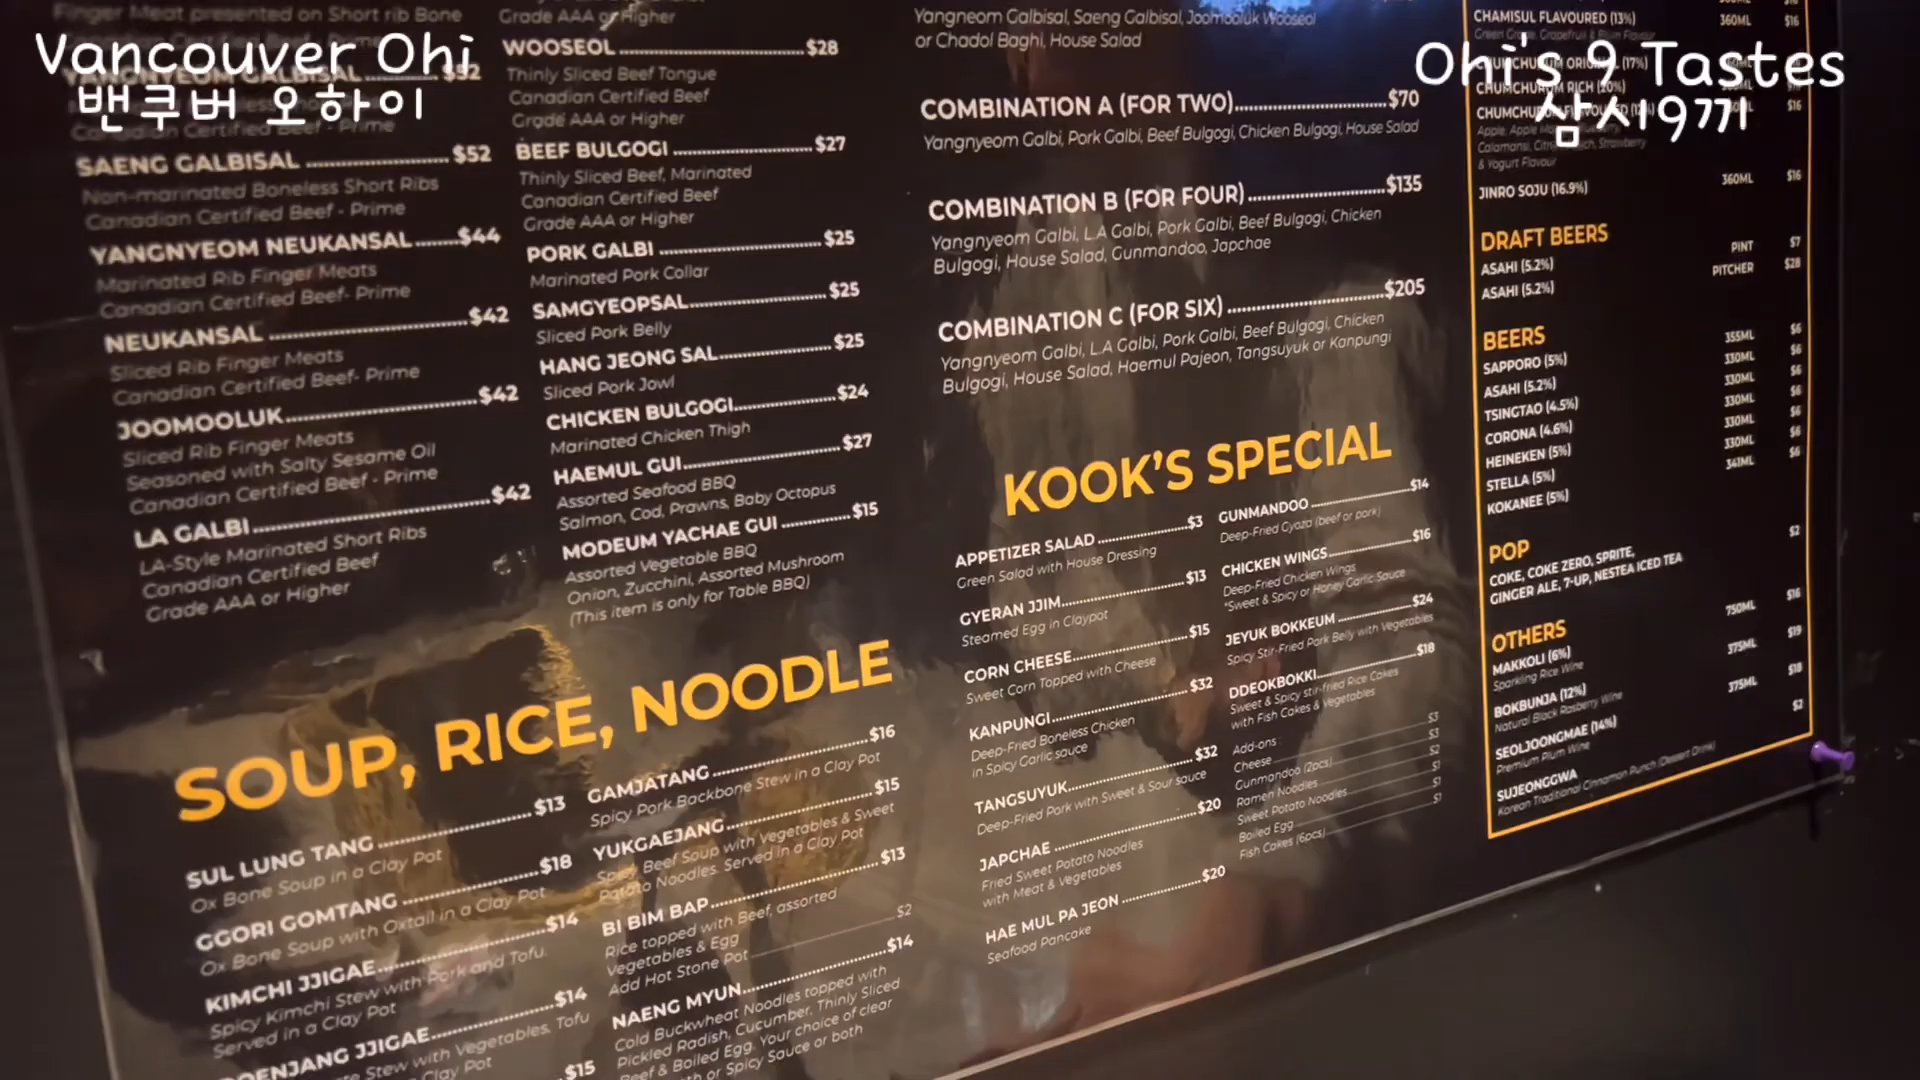 Vancouver Ohi
밴쿠버 오하이
Ohi's 9 Tastes
삼시9끼
Finger Meat presented on Short rib Bone
GALBISAL $52
Canadian Certified Beef - Prime
SAENG GALBISAL $52
Non-marinated Boneless Short Ribs
Canadian Certified Beef - Prime
YANGNYEOM NEUKANSAL $44
Marinated Rib Finger Meats
Canadian Certified Beef- Prime
NEUKANSAL $42
Sliced Rib Finger Meats
Canadian Certified Beef- Prime
JOOMOOLUK $42
Sliced Rib Finger Meats
Seasoned with Salty Sesame Oil
Canadian Certified Beef - Prime
LA GALBI $42
LA-Style Marinated Short Ribs
Canadian Certified Beef
Grade AAA or Higher
Grade AAA or Higher
WOOSEOL $28
Thinly Sliced Beef Tongue
Canadian Certified Beef
Grade AAA or Higher
BEEF BULGOGI $27
Thinly Sliced Beef, Marinated
Canadian Certified Beef
Grade AAA or Higher
PORK GALBI $25
Marinated Pork Collar
SAMGYEOPSAL $25
Sliced Pork Belly
HANG JEONG SAL $25
Sliced Pork Jowl
CHICKEN BULGOGI $24
Marinated Chicken Thigh
HAEMUL GUI $27
Assorted Seafood BBQ
Salmon, Cod, Prawns, Baby Octopus
MODEUM YACHAE GUI $15
Assorted Vegetable BBQ
Onion, Zucchini, Assorted Mushroom
(This item is only for Table BBQ)
SOUP, RICE, NOODLE
SUL LUNG TANG $13
Ox Bone Soup in a Clay Pot
GGORI GOMTANG $18
Ox Bone Soup with Oxtail in a Clay Pot
KIMCHI JJIGAE $14
Spicy Kimchi Stew with Pork and Tofu.
Served in a Clay Pot
DOENJANG JJIGAE $14
Stew with Vegetables, Tofu
Clay Pot
$15
GAMJATANG $16
Spicy Pork Backbone Stew in a Clay Pot
YUKGAEJANG $15
Spicy Beef Soup with Vegetables & Sweet
Potato Noodles. Served in a Clay Pot
BI BIM BAP $13
Rice topped with Beef, assorted
Vegetables & Egg
Add Hot Stone Pot $2
NAENG MYUN $14
Cold Buckwheat Noodles topped with
Pickled Radish, Cucumber, Thinly Sliced
Beef & Boiled Egg. Your choice of clear
or Spicy Sauce or both
Yangneom Galbisal, Saeng Galbisal, Joomooluk Wooseol
or Chadol Baghi, House Salad
COMBINATION A (FOR TWO) $70
Yangnyeom Galbi, Pork Galbi, Beef Bulgogi, Chicken Bulgogi, House Salad
COMBINATION B (FOR FOUR) $135
Yangnyeom Galbi, L.A Galbi, Pork Galbi, Beef Bulgogi, Chicken
Bulgogi, House Salad, Gunmandoo, Japchae
COMBINATION C (FOR SIX) $205
Yangnyeom Galbi, L.A Galbi, Pork Galbi, Beef Bulgogi, Chicken
Bulgogi, House Salad, Haemul Pajeon, Tangsuyuk or Kanpungi
KOOK'S SPECIAL
APPETIZER SALAD $3
Green Salad with House Dressing
GYERAN JJIM $13
Steamed Egg in Claypot
CORN CHEESE $15
Sweet Corn Topped with Cheese
KANPUNGI $32
Deep-Fried Boneless Chicken
in Spicy Garlic sauce
TANGSUYUK $32
Deep-Fried Pork with Sweet & Sour sauce
JAPCHAE $20
Fried Sweet Potato Noodles
with Meat & Vegetables
HAE MUL PA JEON $20
Seafood Pancake
GUNMANDOO $14
Deep-Fried Gyoza (beef or pork)
CHICKEN WINGS $16
Deep-Fried Chicken Wings
*Sweet & Spicy or Honey Garlic Sauce
JEYUK BOKKEUM $24
Spicy Stir-Fried Pork Belly with Vegetables
DDEOKBOKKI $18
Sweet & Spicy stir-fried Rice Cakes
with Fish Cakes & Vegetables
Add-ons
Cheese $3
Gunmandoo (2pcs) $3
Ramen Noodles $2
Sweet Potato Noodles $1
Boiled Egg $1
Fish Cakes (6pcs) $1
CHAMISUL FLAVOURED (13%) 360ML $16
Green Grape, Grapefruit & Plum Flavour
CHUMCHURUM ORIGINAL (17%)
CHUMCHURUM RICH (20%)
$16
& Yogurt Flavour
JINRO SOJU (16.9%) 360ML $16
DRAFT BEERS
ASAHI (5.2%) PINT $7
ASAHI (5.2%) PITCHER $28
BEERS
SAPPORO (5%) 355ML $6
ASAHI (5.2%) 330ML $6
TSINGTAO (4.5%) 330ML $6
CORONA (4.6%) 330ML $6
HEINEKEN (5%) 330ML $6
STELLA (5%) 330ML $6
KOKANEE (5%) 341ML $6
POP $2
COKE, COKE ZERO, SPRITE,
GINGER ALE, 7-UP, NESTEA ICED TEA
OTHERS
MAKKOLI (6%) 750ML $16
Sparkling Rice Wine
BOKBUNJA (12%) 375ML $19
Natural Black Rasberry Wine
SEOLJOONGMAE (14%) 375ML $18
Premium Plum Wine
SUJEONGGWA $2
Korean Traditional Cinnamon Punch (Dessert Drink)